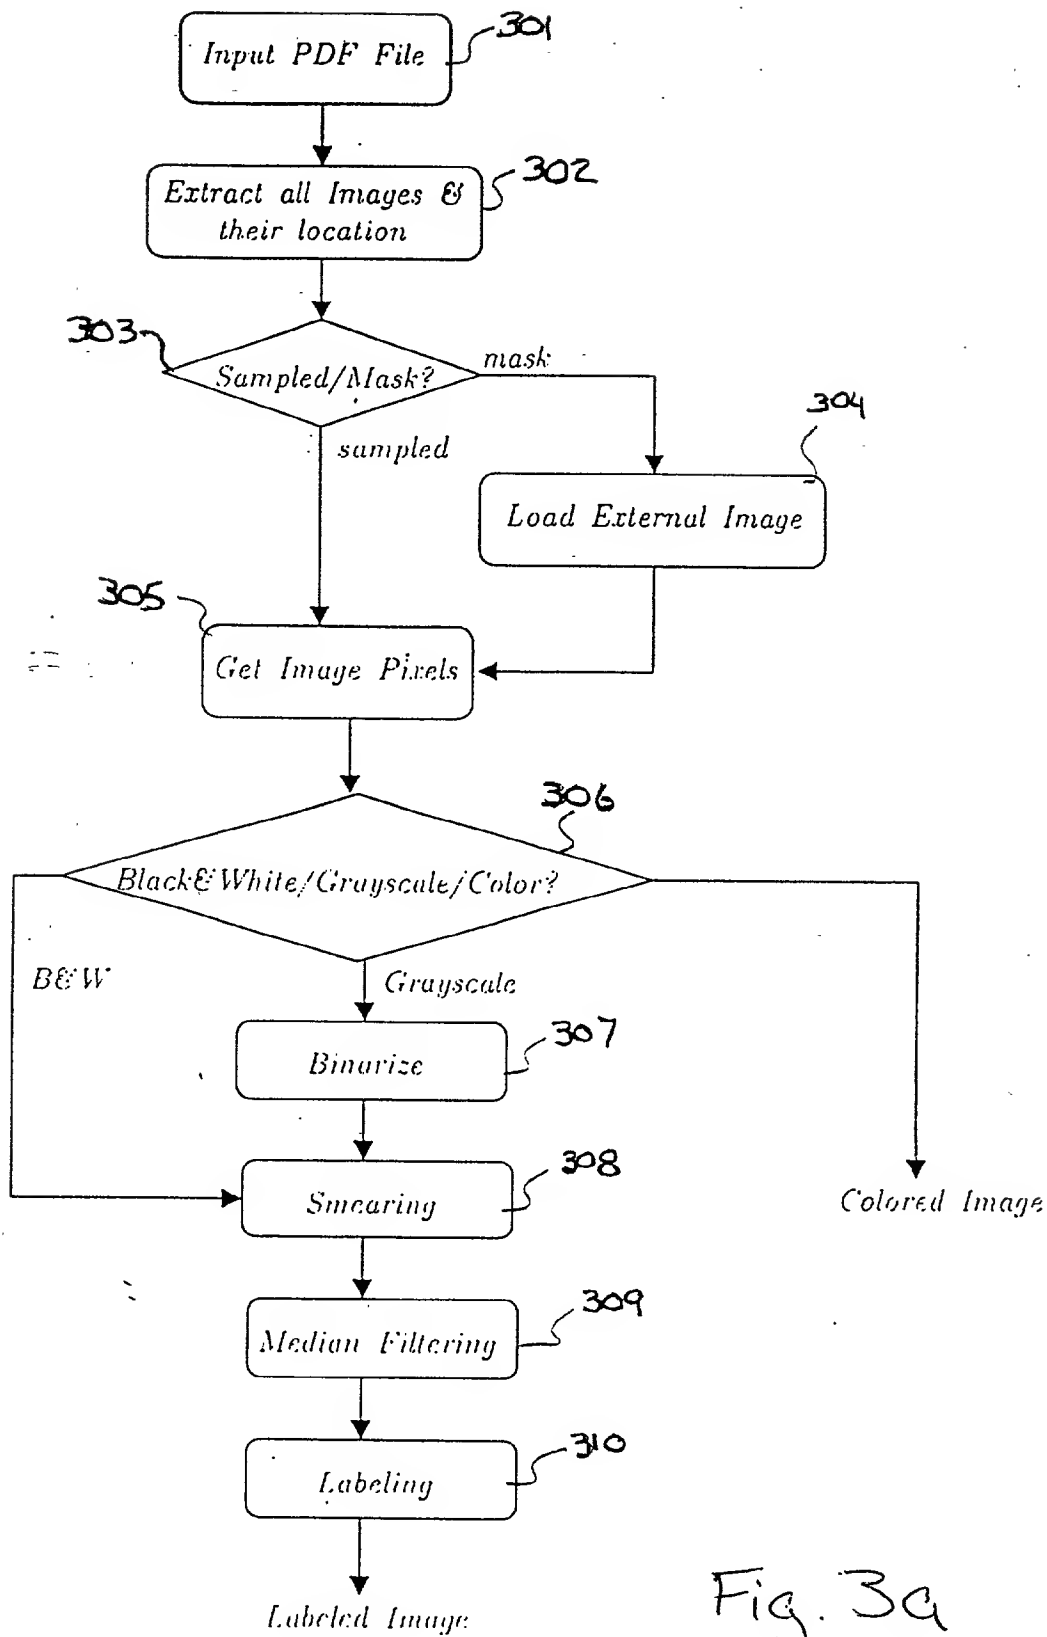 301
Input PDF File
302
Extract all Images &
their location
303
Sampled/Mask?
mask
304
sampled
Load External Image
305
Get Image Pixels
306
Black&White/Grayscale/Color?
B&W
Grayscale
307
Binarize
308
Smearing
Colored Image
309
Median Filtering
310
Labeling
Labeled Image
Fig. 3a